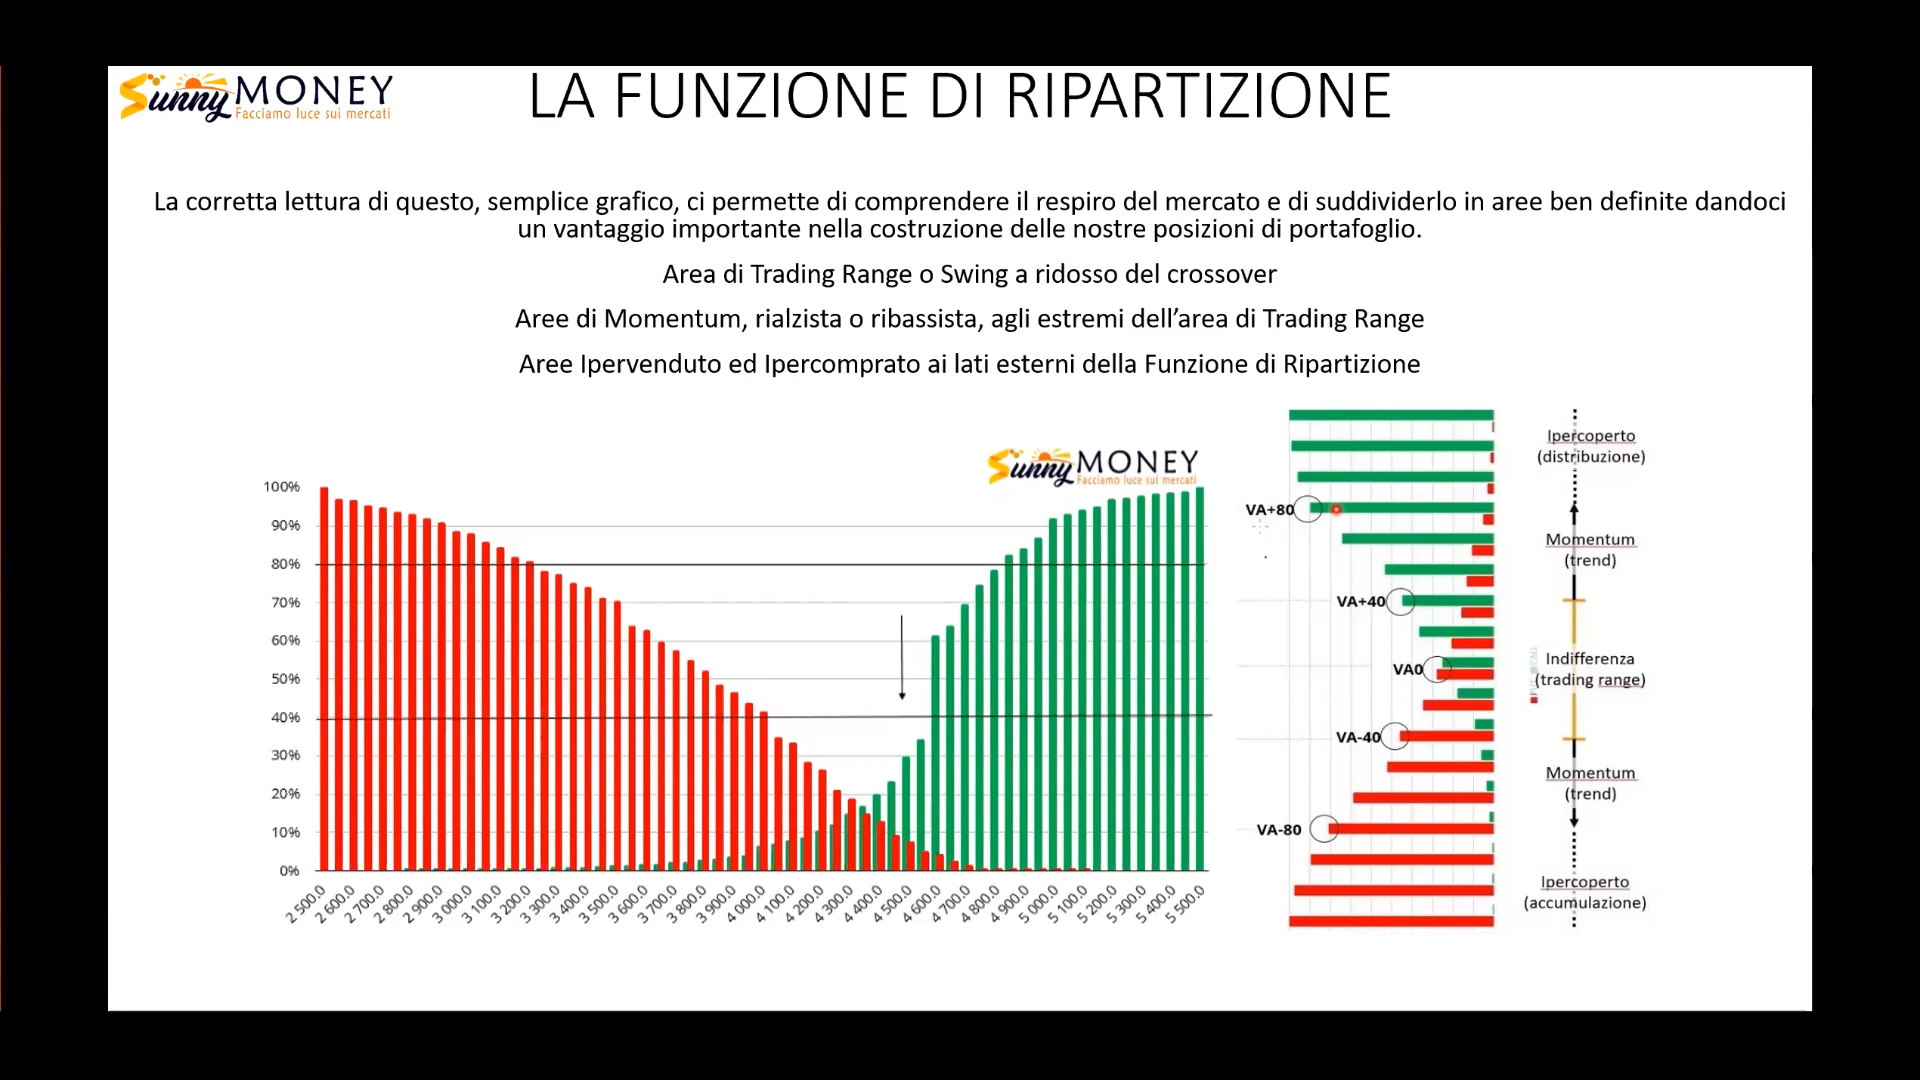 Sunny MONEY
Facciamo luce sui mercati
LA FUNZIONE DI RIPARTIZIONE
La corretta lettura di questo, semplice grafico, ci permette di comprendere il respiro del mercato e di suddividerlo in aree ben definite dandoci
un vantaggio importante nella costruzione delle nostre posizioni di portafoglio.
Area di Trading Range o Swing a ridosso del crossover
Aree di Momentum, rialzista o ribassista, agli estremi dell’area di Trading Range
Aree Ipervenduto ed Ipercomprato ai lati esterni della Funzione di Ripartizione
Sunny MONEY
Facciamo luce sui mercati
100%
90%
80%
70%
60%
50%
40%
30%
20%
10%
0%
2 500.0
2 600.0
2 700.0
2 800.0
2 900.0
3 000.0
3 100.0
3 200.0
3 300.0
3 400.0
3 500.0
3 600.0
3 700.0
3 800.0
3 900.0
4 000.0
4 100.0
4 200.0
4 300.0
4 400.0
4 500.0
4 600.0
4 700.0
4 800.0
4 900.0
5 000.0
5 100.0
5 200.0
5 300.0
5 400.0
5 500.0
VA+80
VA+40
VA0
VA-40
VA-80
CALL
Ipercoperto
(distribuzione)
Momentum
(trend)
Indifferenza
(trading range)
Momentum
(trend)
Ipercoperto
(accumulazione)